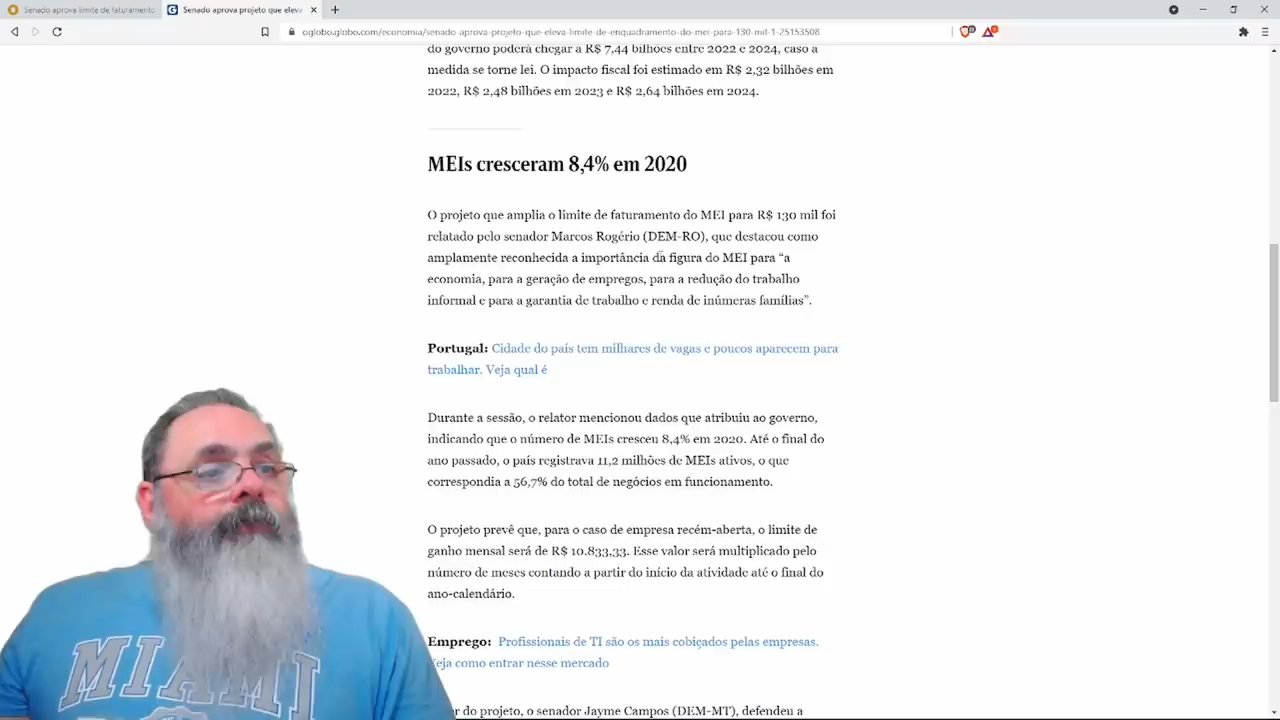 Senado aprova limite de faturamento
Senado aprova projeto que eleva
oglobo.globo.com/economia/senado-aprova-projeto-que-eleva-limite-de-enquadramento-do-mei-para-130-mil-1-25153508
do governo poderá chegar a R$ 7,44 bilhões entre 2022 e 2024, caso a
medida se torne lei. O impacto fiscal foi estimado em R$ 2,32 bilhões em
2022, R$ 2,48 bilhões em 2023 e R$ 2,64 bilhões em 2024.
MEIs cresceram 8,4% em 2020
O projeto que amplia o limite de faturamento do MEI para R$ 130 mil foi
relatado pelo senador Marcos Rogério (DEM-RO), que destacou como
amplamente reconhecida a importância da figura do MEI para “a
economia, para a geração de empregos, para a redução do trabalho
informal e para a garantia de trabalho e renda de inúmeras famílias”.
Portugal: Cidade do país tem milhares de vagas e poucos aparecem para
trabalhar. Veja qual é
Durante a sessão, o relator mencionou dados que atribuiu ao governo,
indicando que o número de MEIs cresceu 8,4% em 2020. Até o final do
ano passado, o país registrava 11,2 milhões de MEIs ativos, o que
correspondia a 56,7% do total de negócios em funcionamento.
O projeto prevê que, para o caso de empresa recém-aberta, o limite de
ganho mensal será de R$ 10.833,33. Esse valor será multiplicado pelo
número de meses contando a partir do início da atividade até o final do
ano-calendário.
Emprego: Profissionais de TI são os mais cobiçados pelas empresas.
eja como entrar nesse mercado
r do projeto, o senador Jayme Campos (DEM-MT), defendeu a
MIAMI